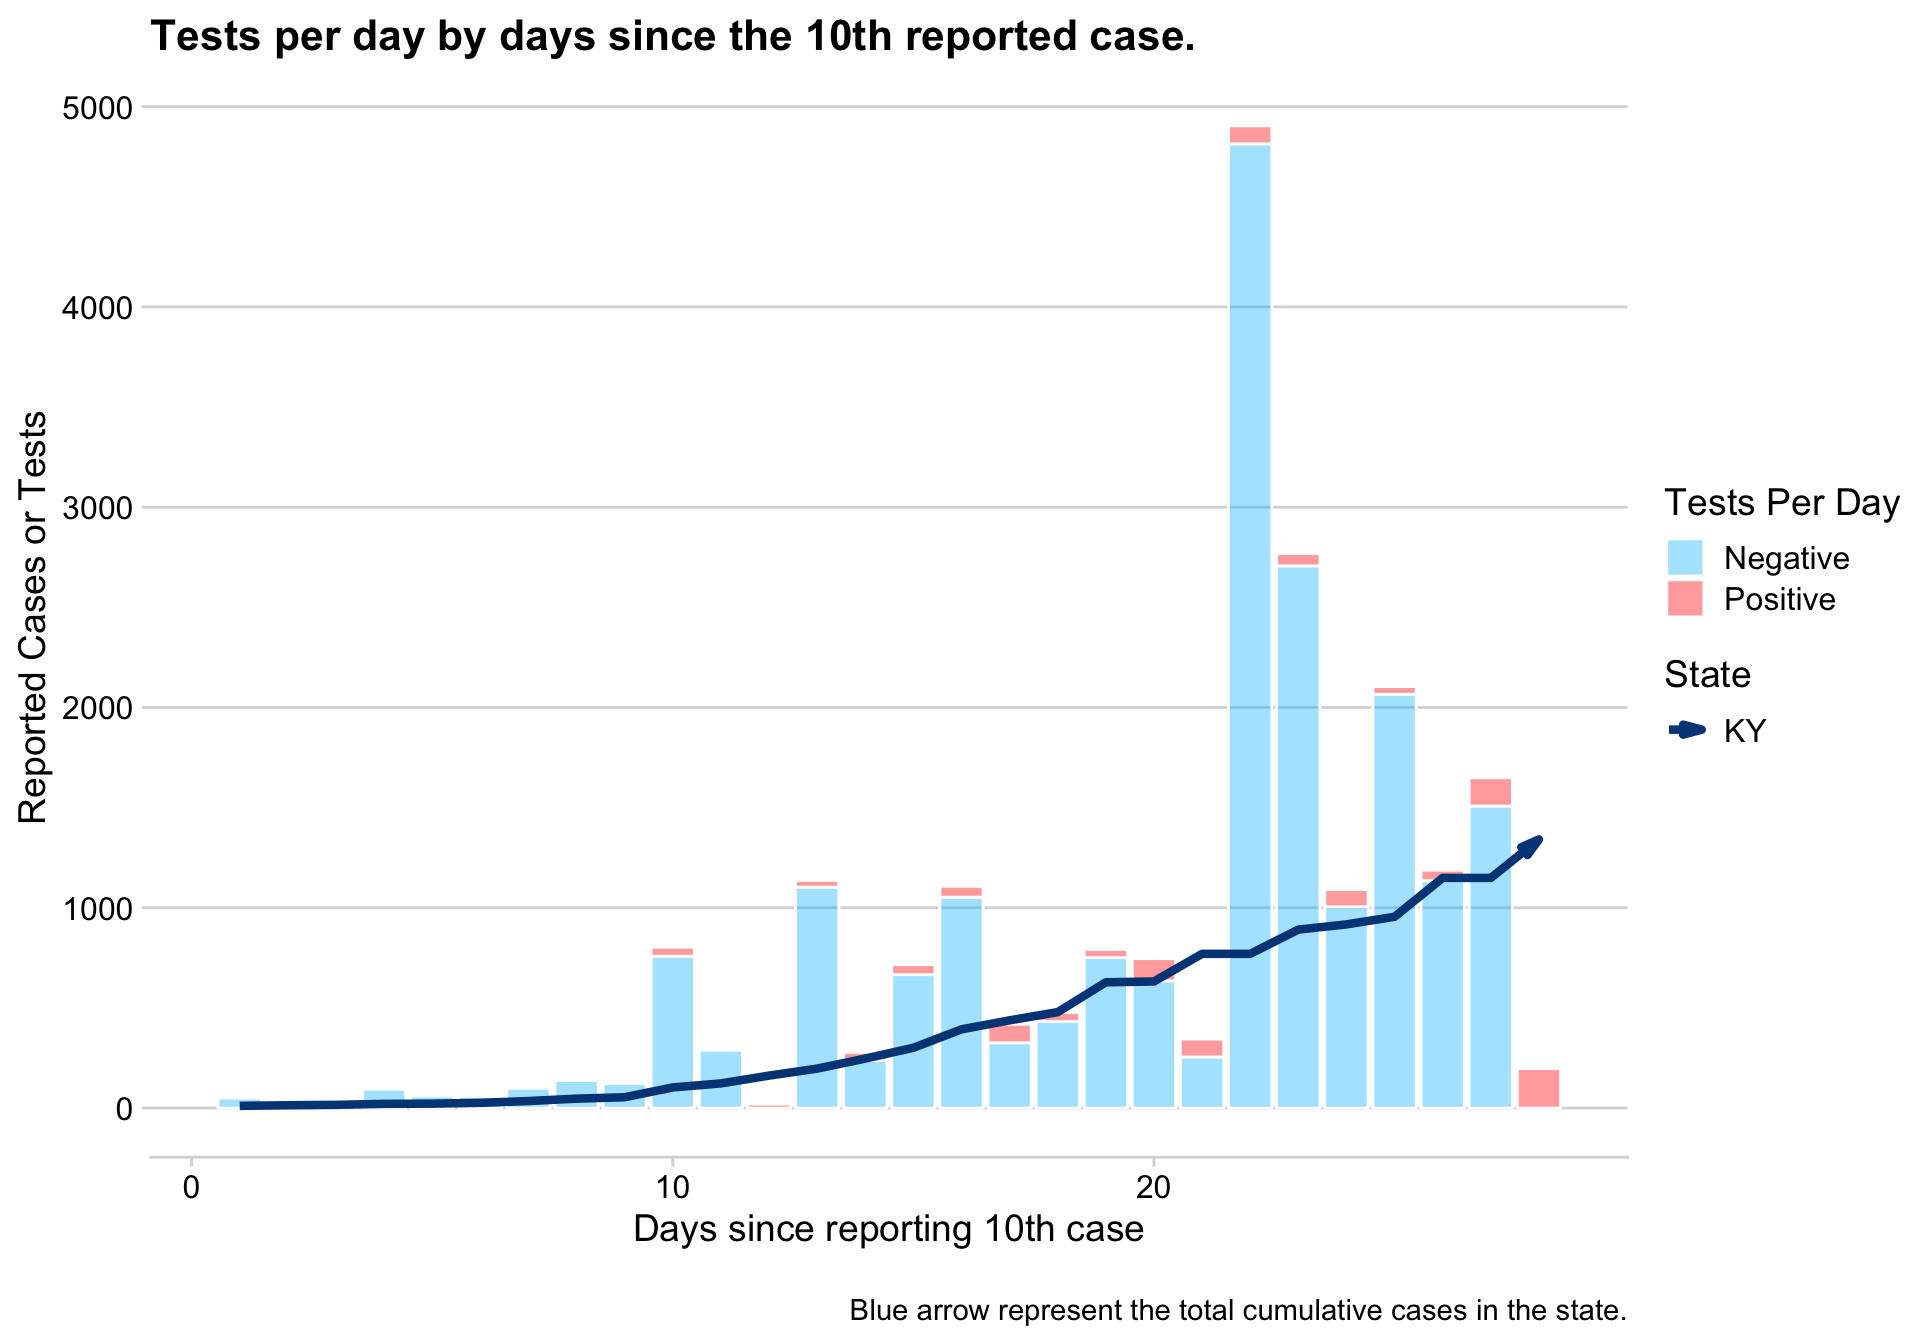 Tests per day by days since the 10th reported case.
5000
4000
3000
2000
1000
0
Reported Cases or Tests
0 10 20
Days since reporting 10th case
Tests Per Day
Negative
Positive
State
KY
Blue arrow represent the total cumulative cases in the state.